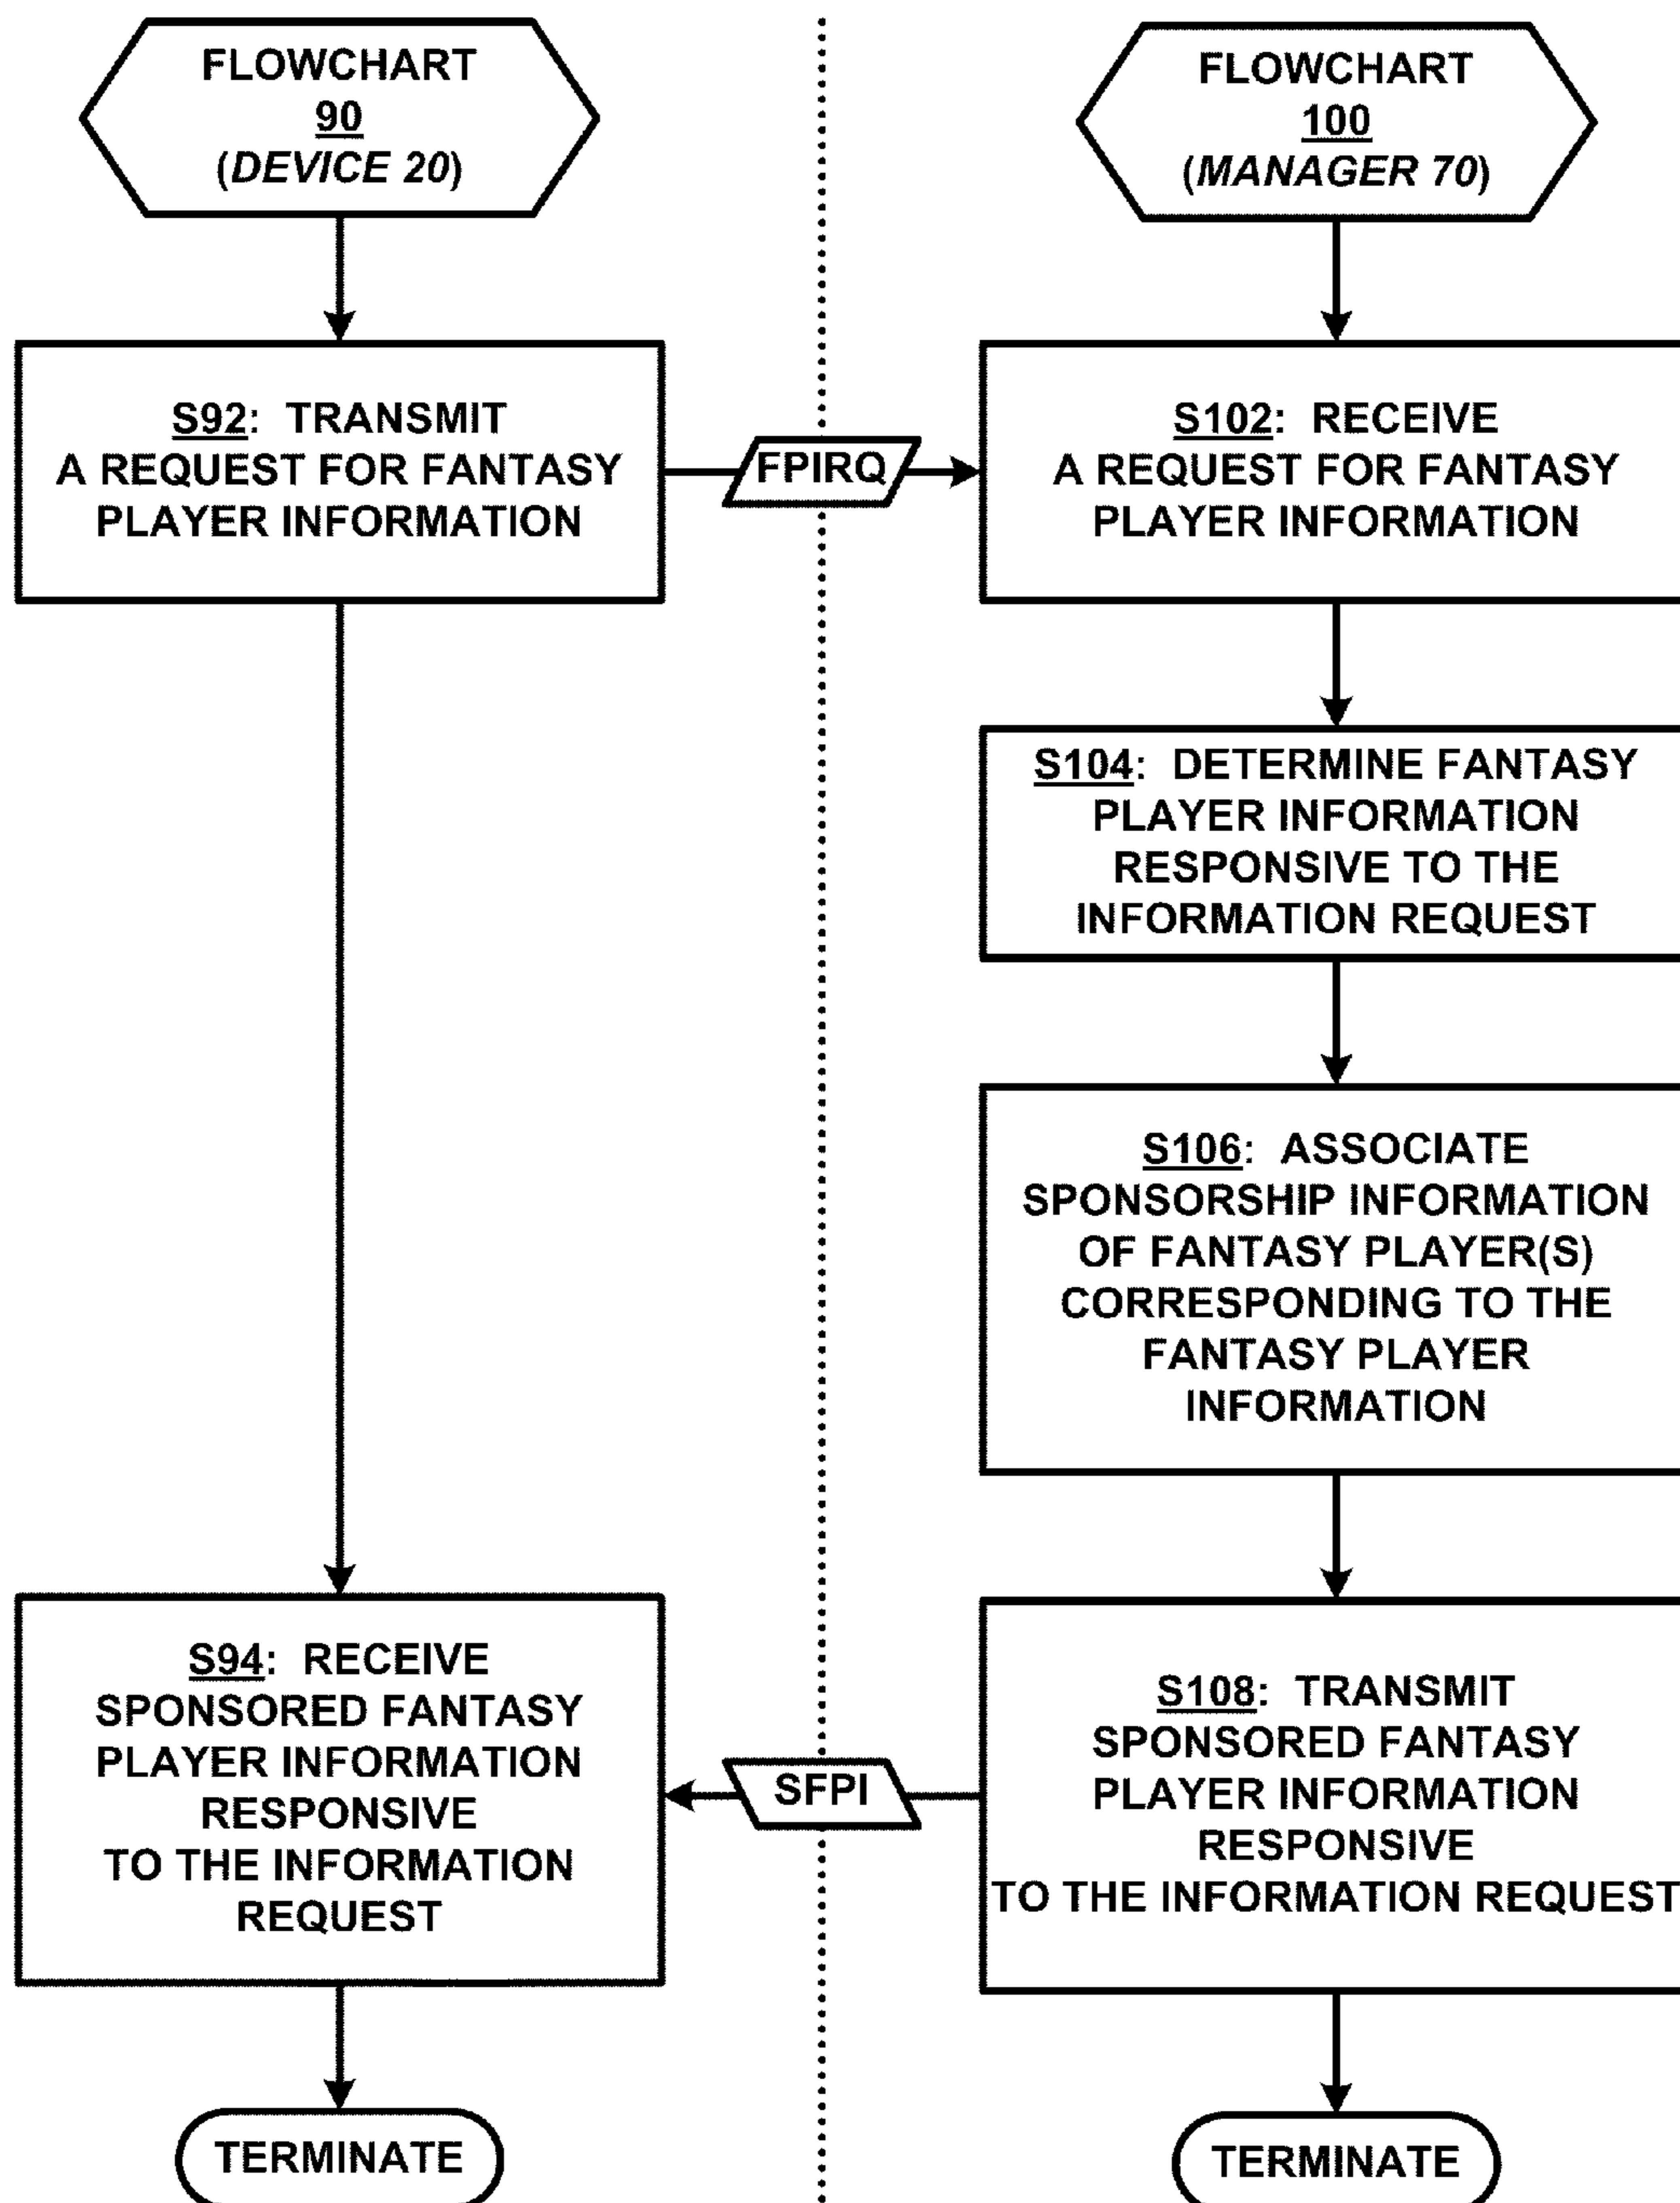 FLOWCHART
90
(DEVICE 20)
S92: TRANSMIT
A REQUEST FOR FANTASY
PLAYER INFORMATION
FPIRQ
S94: RECEIVE
SPONSORED FANTASY
PLAYER INFORMATION
RESPONSIVE
TO THE INFORMATION
REQUEST
SFPI
TERMINATE
FLOWCHART
100
(MANAGER 70)
S102: RECEIVE
A REQUEST FOR FANTASY
PLAYER INFORMATION
S104: DETERMINE FANTASY
PLAYER INFORMATION
RESPONSIVE TO THE
INFORMATION REQUEST
S106: ASSOCIATE
SPONSORSHIP INFORMATION
OF FANTASY PLAYER(S)
CORRESPONDING TO THE
FANTASY PLAYER
INFORMATION
S108: TRANSMIT
SPONSORED FANTASY
PLAYER INFORMATION
RESPONSIVE
TO THE INFORMATION REQUEST
TERMINATE